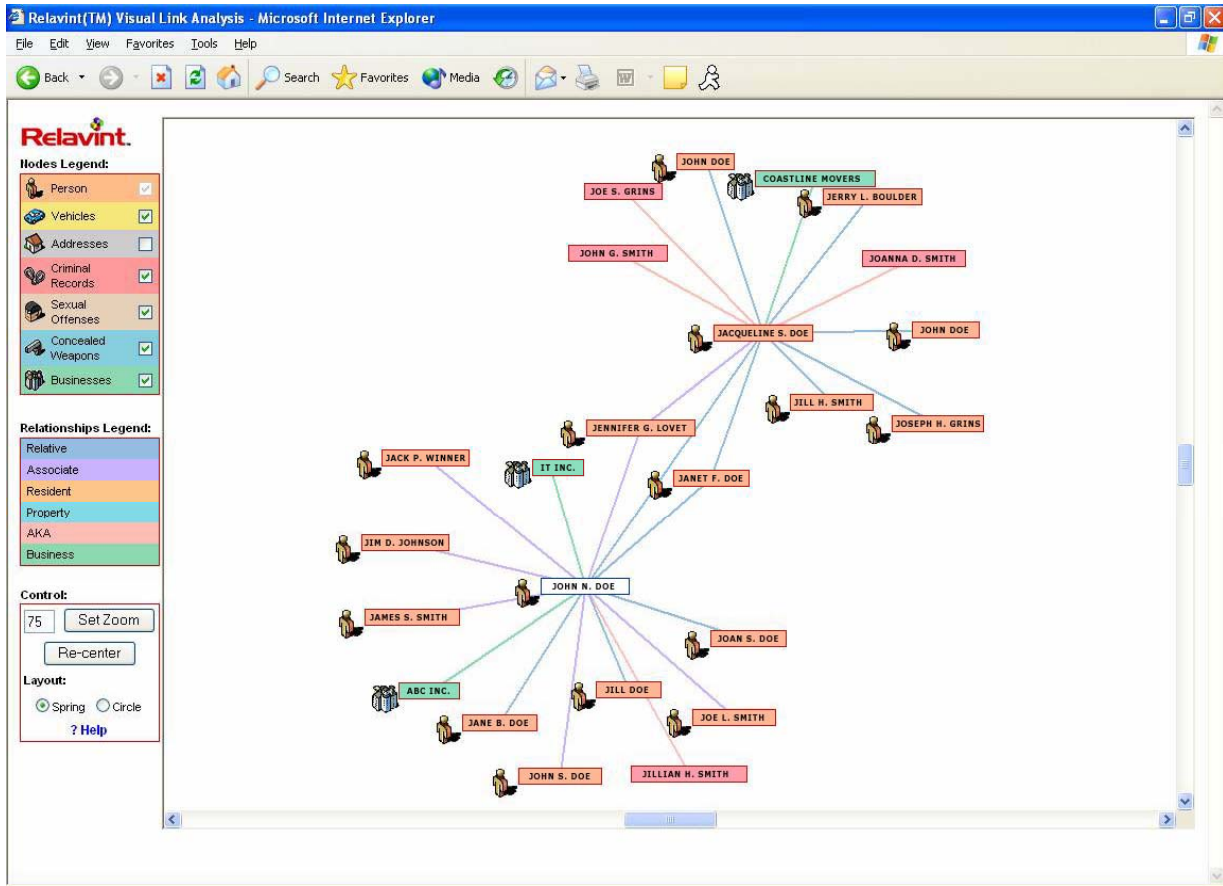 Relavint(TM) Visual Link Analysis - Microsoft Internet Explorer
File Edit View Favorites Tools Help
Back Search Favorites Media
Relavint.
Nodes Legend:
Person
Vehicles
Addresses
Criminal
Records
Sexual
Offenses
Concealed
Weapons
Businesses
Relationships Legend:
Relative
Associate
Resident
Property
AKA
Business
Control:
75 Set Zoom
Re-center
Layout:
Spring Circle
? Help
JOHN DOE
COASTLINE MOVERS
JOE S. GRINS
JERRY L. BOULDER
JOHN G. SMITH
JOANNA D. SMITH
JACQUELINE S. DOE
JOHN DOE
JILL H. SMITH
JOSEPH H. GRINS
JENNIFER G. LOVET
JACK P. WINNER
IT INC.
JANET F. DOE
JIM D. JOHNSON
JOHN N. DOE
JAMES S. SMITH
JOAN S. DOE
ABC INC.
JILL DOE
JANE B. DOE
JOE L. SMITH
JOHN S. DOE
JILLIAN H. SMITH